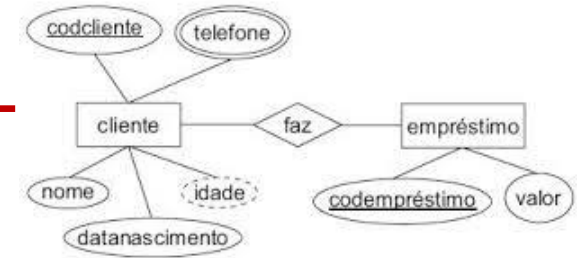 codcliente
telefone
cliente
faz
empréstimo
nome
idade
codempréstimo
valor
datanascimento